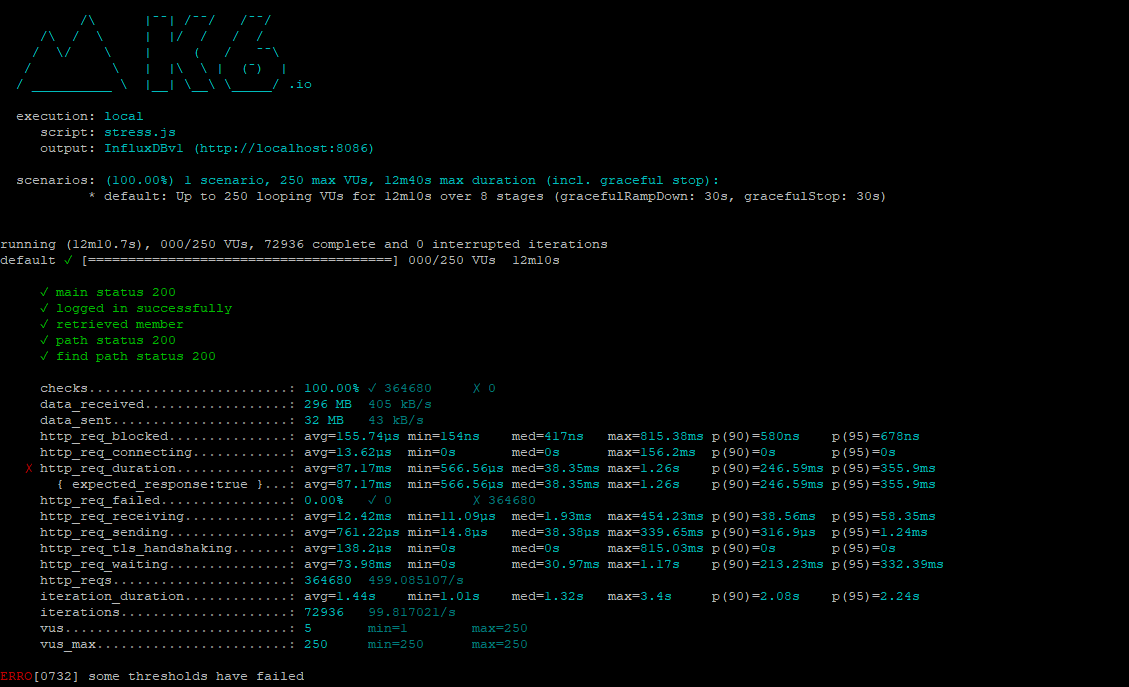 /\      |‾‾| /‾‾/   /‾‾/
/\  /  \     |  |/  /   /  /
/  \/    \    |     (   /   ‾‾\
/          \   |  |\  \ |  (‾)  |
/ __________ \  |__| \__\ \_____/ .io
execution: local
script: stress.js
output: InfluxDBv1 (http://localhost:8086)
scenarios: (100.00%) 1 scenario, 250 max VUs, 12m40s max duration (incl. graceful stop):
* default: Up to 250 looping VUs for 12m10s over 8 stages (gracefulRampDown: 30s, gracefulStop: 30s)
running (12m10.7s), 000/250 VUs, 72936 complete and 0 interrupted iterations
default ✓ [======================================] 000/250 VUs  12m10s
✓ main status 200
✓ logged in successfully
✓ retrieved member
✓ path status 200
✓ find path status 200
checks.........................: 100.00% ✓ 364680     X 0
data_received..................: 296 MB  405 kB/s
data_sent......................: 32 MB   43 kB/s
http_req_blocked...............: avg=155.74µs min=154ns    med=417ns   max=815.38ms p(90)=580ns    p(95)=678ns
http_req_connecting............: avg=13.62µs  min=0s       med=0s      max=156.2ms  p(90)=0s       p(95)=0s
X http_req_duration..............: avg=87.17ms  min=566.56µs med=38.35ms max=1.26s    p(90)=246.59ms p(95)=355.9ms
{ expected_response:true }...: avg=87.17ms  min=566.56µs med=38.35ms max=1.26s    p(90)=246.59ms p(95)=355.9ms
http_req_failed................: 0.00%   ✓ 0          X 364680
http_req_receiving.............: avg=12.42ms  min=11.09µs  med=1.93ms  max=454.23ms p(90)=38.56ms  p(95)=58.35ms
http_req_sending...............: avg=761.22µs min=14.8µs   med=38.38µs max=339.65ms p(90)=316.9µs  p(95)=1.24ms
http_req_tls_handshaking.......: avg=138.2µs  min=0s       med=0s      max=815.03ms p(90)=0s       p(95)=0s
http_req_waiting...............: avg=73.98ms  min=0s       med=30.97ms max=1.17s    p(90)=213.23ms p(95)=332.39ms
http_reqs......................: 364680  499.085107/s
iteration_duration.............: avg=1.44s    min=1.01s    med=1.32s   max=3.4s     p(90)=2.08s    p(95)=2.24s
iterations.....................: 72936   99.817021/s
vus............................: 5       min=1        max=250
vus_max........................: 250     min=250      max=250
ERRO[0732] some thresholds have failed